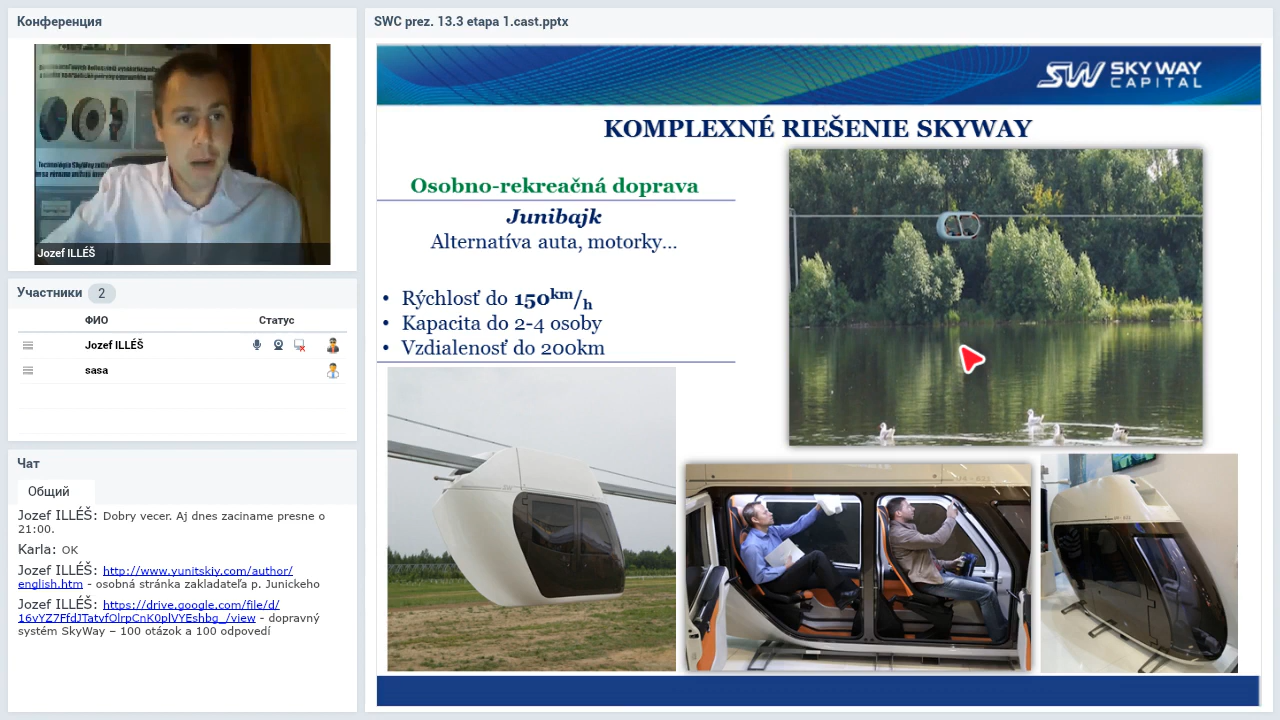 Конференция
Jozef ILLÉŠ
Участники 2
ФИО Статус
Jozef ILLÉŠ
sasa
Чат
Общий
Jozef ILLÉŠ: Dobry vecer. Aj dnes zaciname presne o
21:00.
Karla: OK
Jozef ILLÉŠ: http://www.yunitskiy.com/author/
english.htm - osobná stránka zakladateľa p. Junickeho
Jozef ILLÉŠ: https://drive.google.com/file/d/
16vYZ7FfdJTatvfOlrpCnK0plVYEshbg_/view - dopravný
systém SkyWay – 100 otázok a 100 odpovedí
SWC prez. 13.3 etapa 1.cast.pptx
SW SKY WAY
CAPITAL
KOMPLEXNÉ RIEŠENIE SKYWAY
Osobno-rekreačná doprava
Junibajk
Alternatíva auta, motorky...
• Rýchlosť do 150km/h
• Kapacita do 2-4 osoby
• Vzdialenosť do 200km